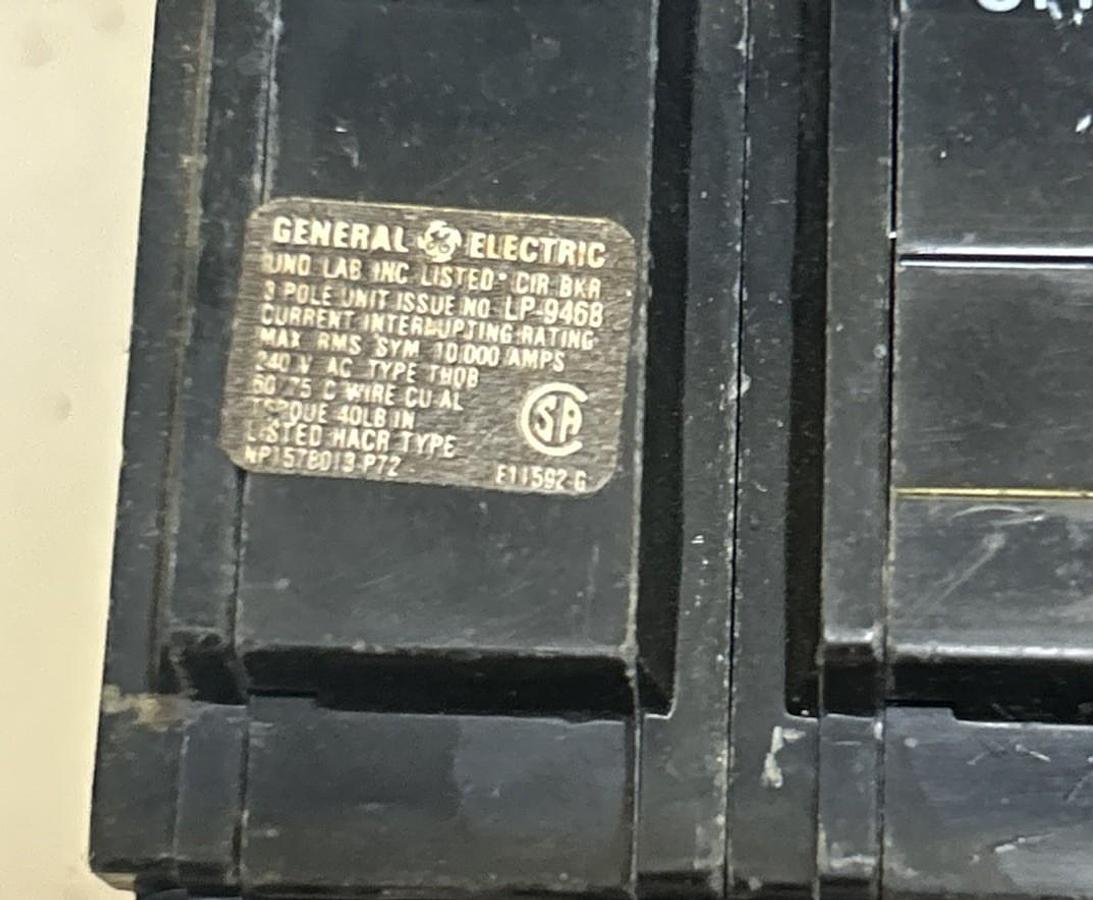 GENERAL GE ELECTRIC
UND LAB INC LISTED CIR BKR
3 POLE UNIT ISSUE NO LP-9468
CURRENT INTERRUPTING RATING
MAX RMS SYM 10,000 AMPS
240 V AC TYPE THQB
60/75 C WIRE CU AL
TORQUE 40LB IN
LISTED HACR TYPE
SA
NP1578013 P72 E11592 G